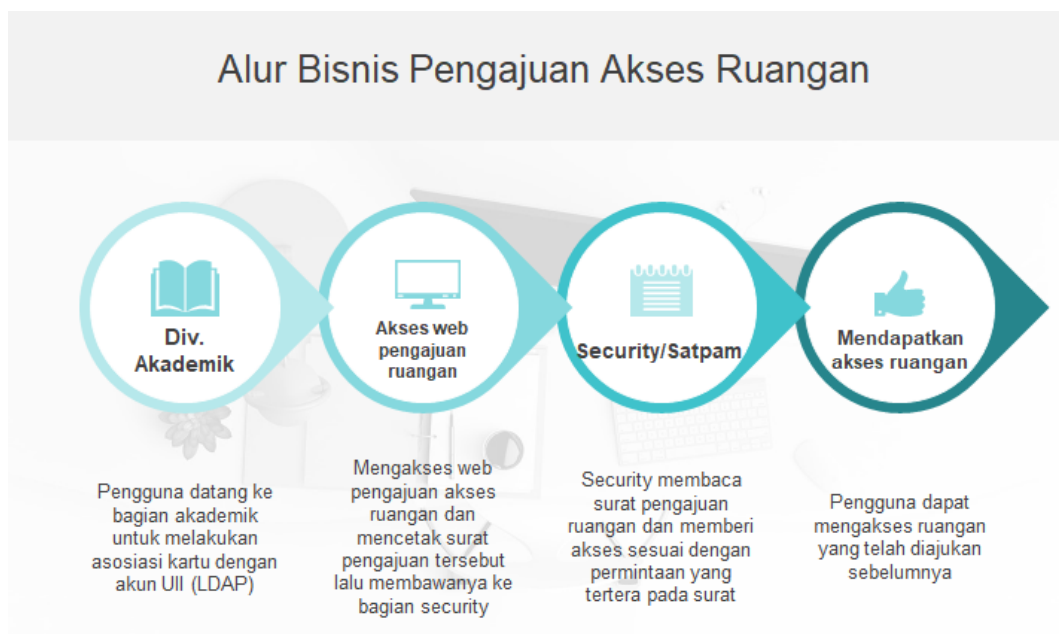 Alur Bisnis Pengajuan Akses Ruangan
Div.
Akademik
Akses web
pengajuan
ruangan
Security/Satpam
Mendapatkan
akses ruangan
Pengguna datang ke
bagian akademik
untuk melakukan
asosiasi kartu dengan
akun UII (LDAP)
Mengakses web
pengajuan akses
ruangan dan
mencetak surat
pengajuan tersebut
lalu membawanya ke
bagian security
Security membaca
surat pengajuan
ruangan dan memberi
akses sesuai dengan
permintaan yang
tertera pada surat
Pengguna dapat
mengakses ruangan
yang telah diajukan
sebelumnya